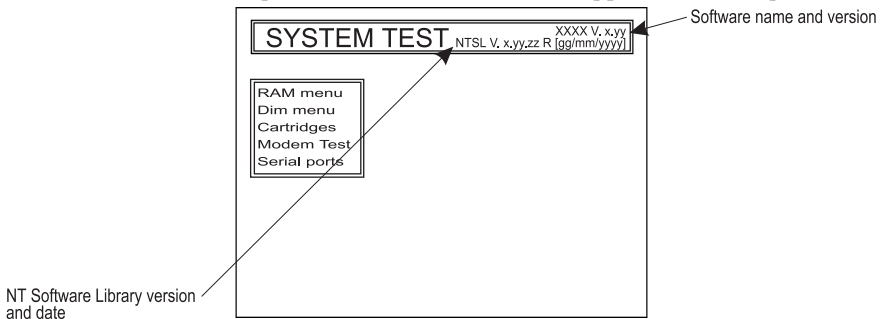 Software name and version
SYSTEM TEST
XXXX V. x.yy
NTSL V. x.yy.zz R [gg/mm/yyyy]
RAM menu
Dim menu
Cartridges
Modem Test
Serial ports
NT Software Library version
and date